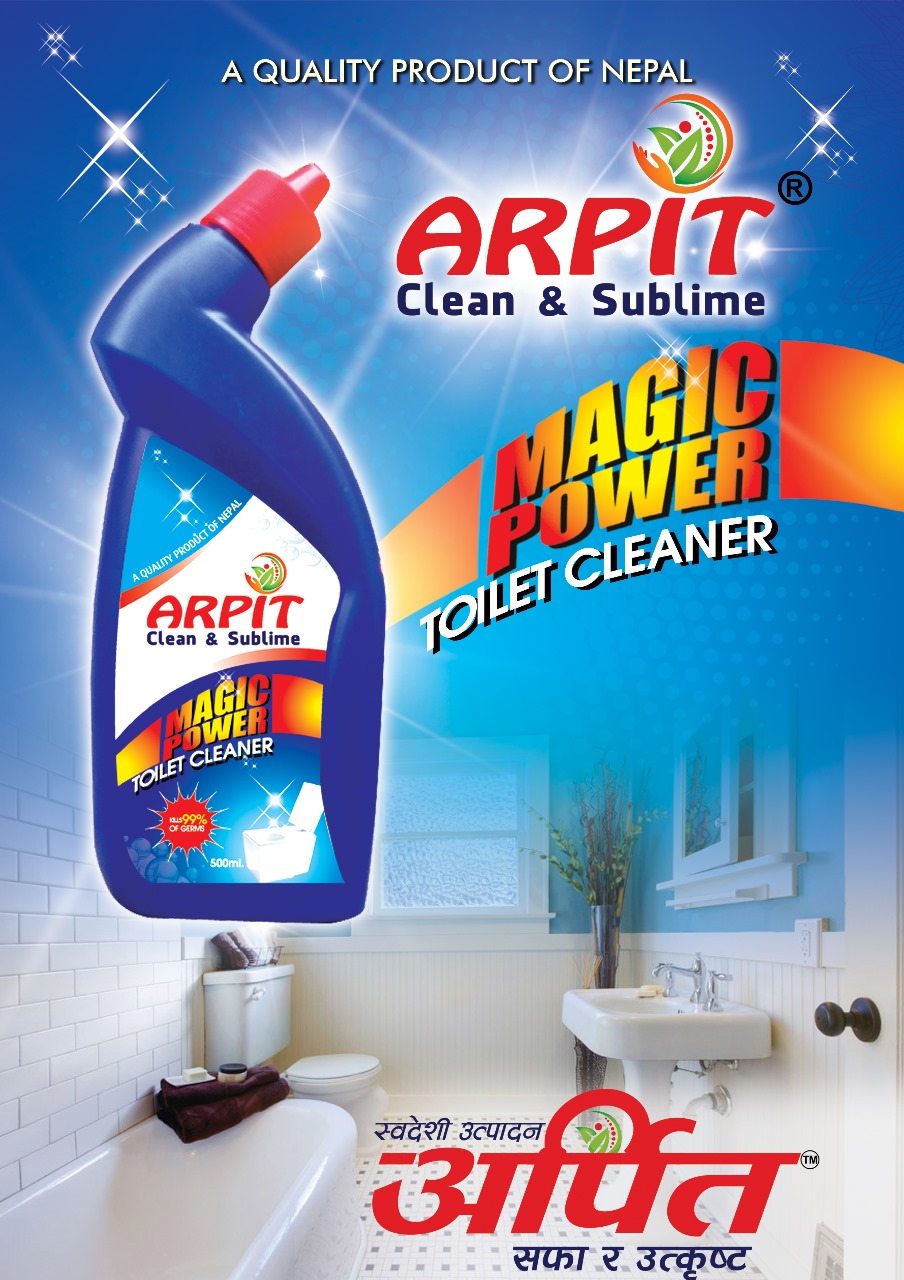 A QUALITY PRODUCT OF NEPAL
ARPIT®
Clean & Sublime
MAGIC
POWER
TOILET CLEANER
A QUALITY PRODUCT OF NEPAL
ARPIT
Clean & Sublime
MAGIC
POWER
TOILET CLEANER
KILLS 99%
OF GERMS
500ml.
स्वदेशी उत्पादन
अर्पित™
सफा र उत्कृष्ट